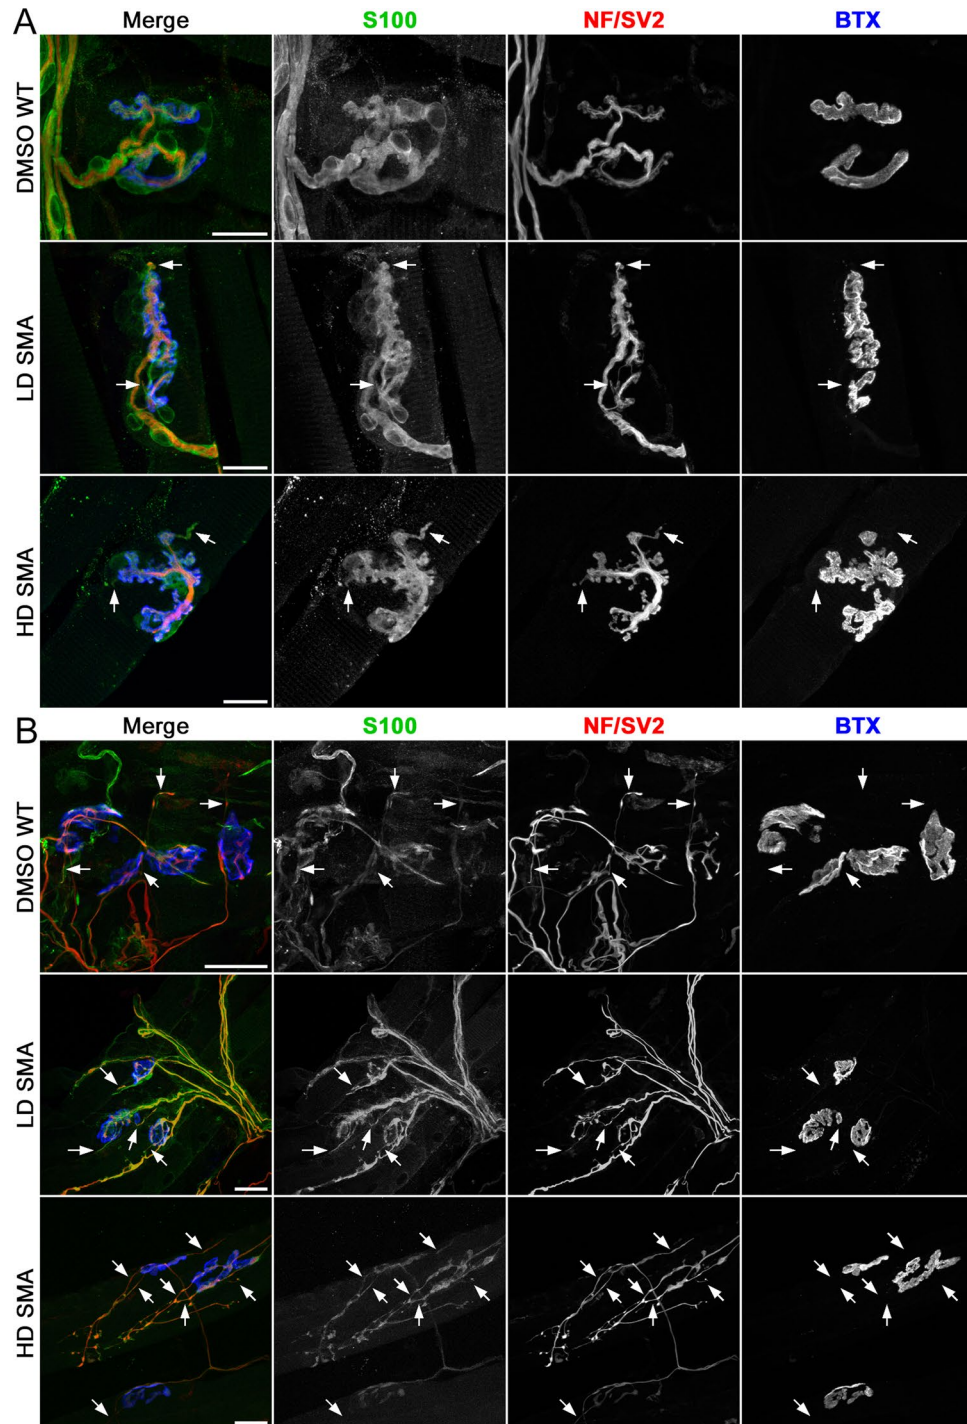 A
Merge S100 NF/SV2 BTX
DMSO WT
LD SMA
HD SMA
B
Merge S100 NF/SV2 BTX
DMSO WT
LD SMA
HD SMA